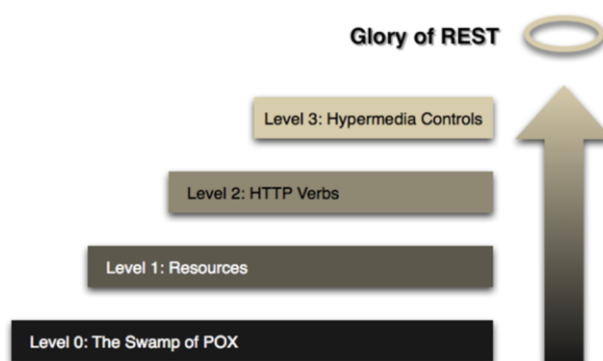 Glory of REST
Level 3: Hypermedia Controls
Level 2: HTTP Verbs
Level 1: Resources
Level 0: The Swamp of POX